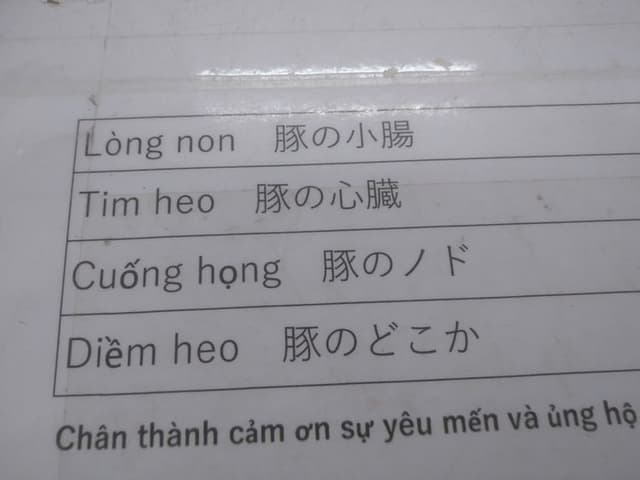 Lòng non 豚の小腸
Tim heo 豚の心臓
Cuống họng 豚のノド
Diềm heo 豚のどこか
Chân thành cảm ơn sự yêu mến và ủng hộ